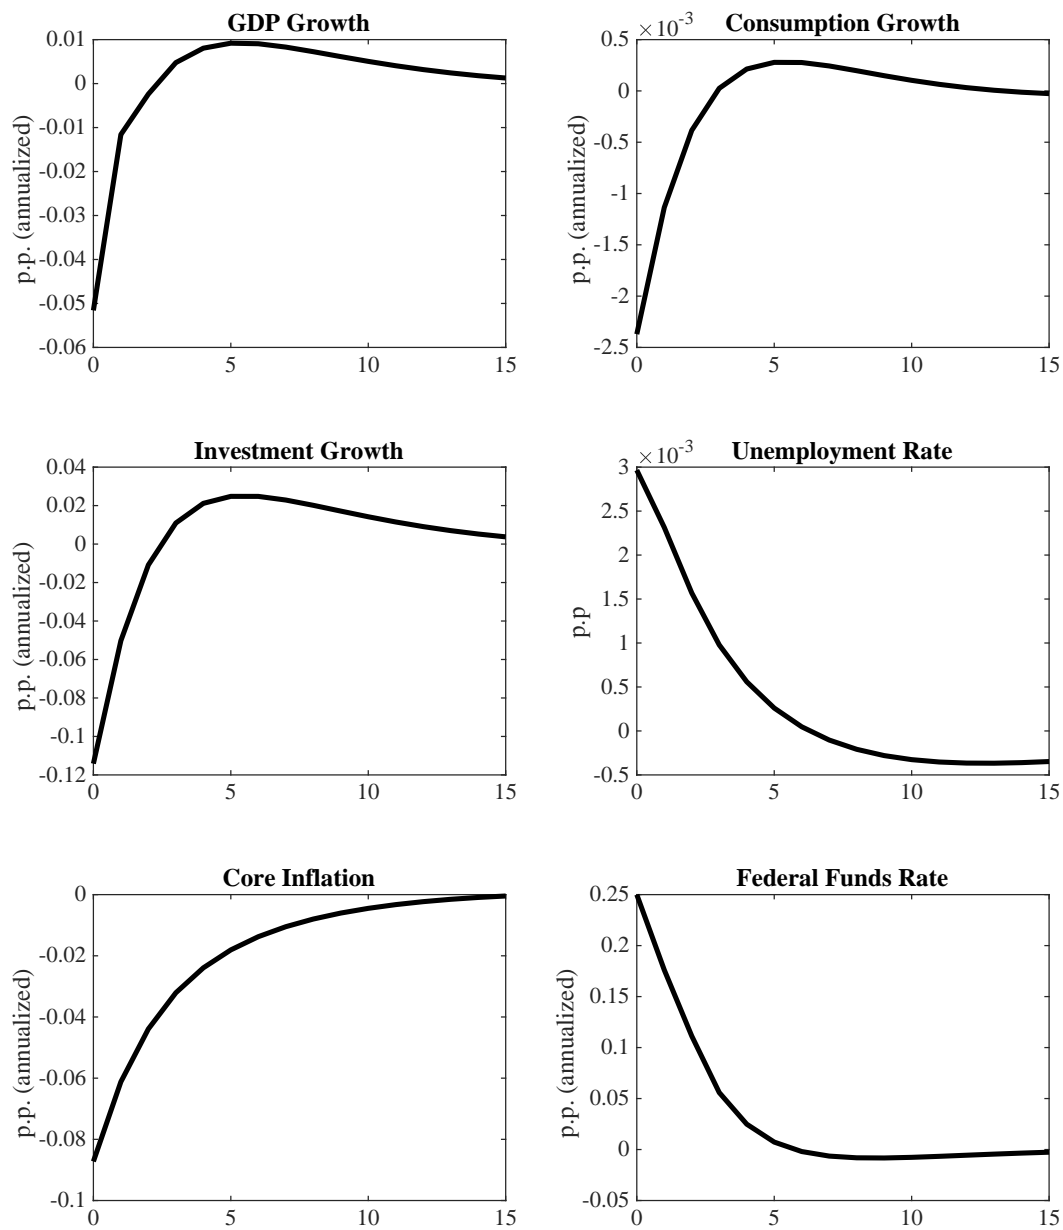 GDP Growth
0.01
0
-0.01
-0.02
-0.03
-0.04
-0.05
-0.06
p.p. (annualized)
0 5 10 15
Consumption Growth
×10⁻³
0.5
0
-0.5
-1
-1.5
-2
-2.5
p.p. (annualized)
0 5 10 15
Investment Growth
0.04
0.02
0
-0.02
-0.04
-0.06
-0.08
-0.1
-0.12
p.p. (annualized)
0 5 10 15
Unemployment Rate
×10⁻³
3
2.5
2
1.5
1
0.5
0
-0.5
p.p
0 5 10 15
Core Inflation
0
-0.02
-0.04
-0.06
-0.08
-0.1
p.p. (annualized)
0 5 10 15
Federal Funds Rate
0.25
0.2
0.15
0.1
0.05
0
-0.05
p.p. (annualized)
0 5 10 15